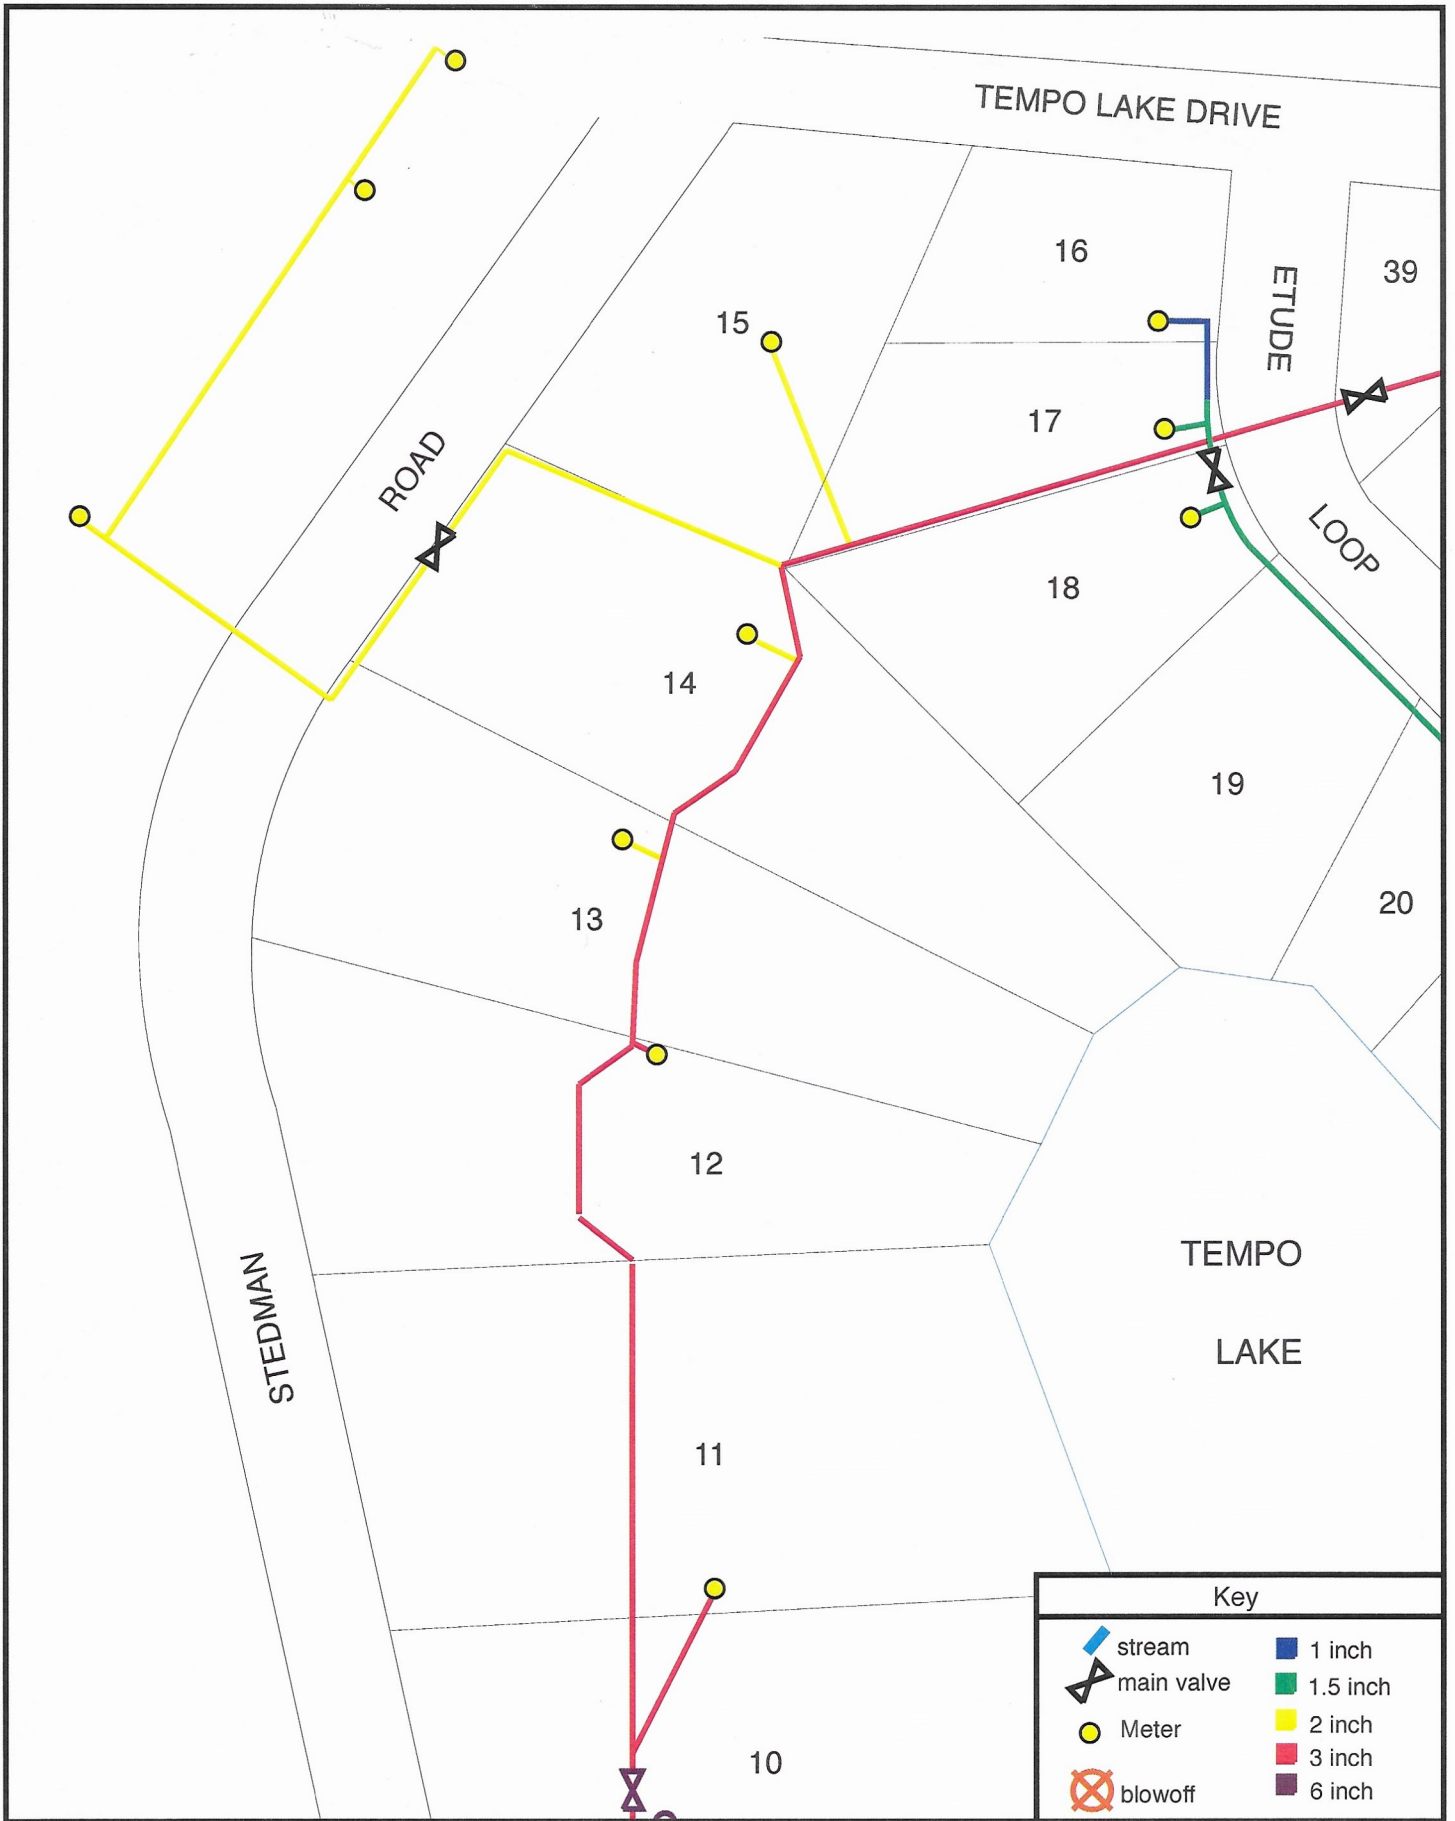 TEMPO LAKE DRIVE
16
39
ETUDE
15
17
ROAD
LOOP
18
14
19
20
13
12
TEMPO
LAKE
STEDMAN
11
10
Key
stream
main valve
Meter
blowoff
1 inch
1.5 inch
2 inch
3 inch
6 inch